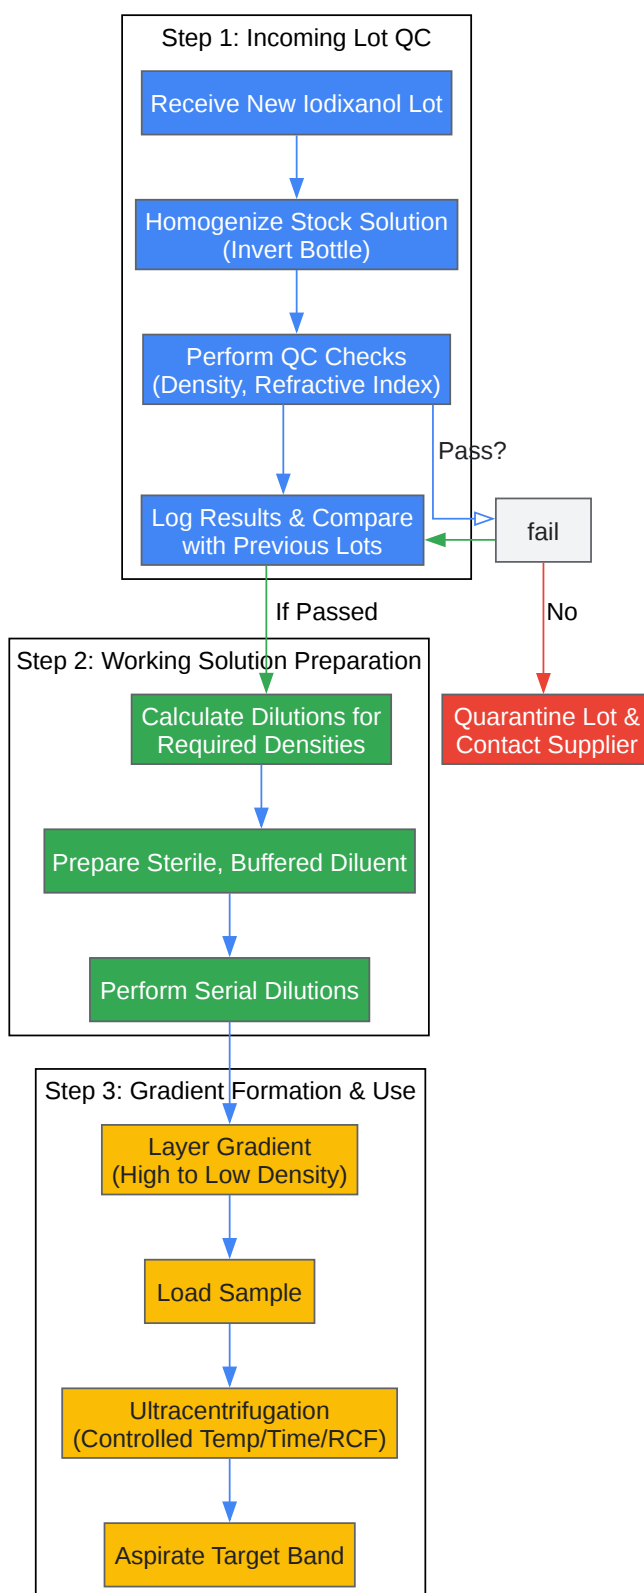 Step 1: Incoming Lot QC
Receive New Iodixanol Lot
Homogenize Stock Solution
(Invert Bottle)
Perform QC Checks
(Density, Refractive Index)
Pass?
Log Results & Compare
with Previous Lots
fail
If Passed
No
Step 2: Working Solution Preparation
Calculate Dilutions for
Required Densities
Quarantine Lot &
Contact Supplier
Prepare Sterile, Buffered Diluent
Perform Serial Dilutions
Step 3: Gradient Formation & Use
Layer Gradient
(High to Low Density)
Load Sample
Ultracentrifugation
(Controlled Temp/Time/RCF)
Aspirate Target Band